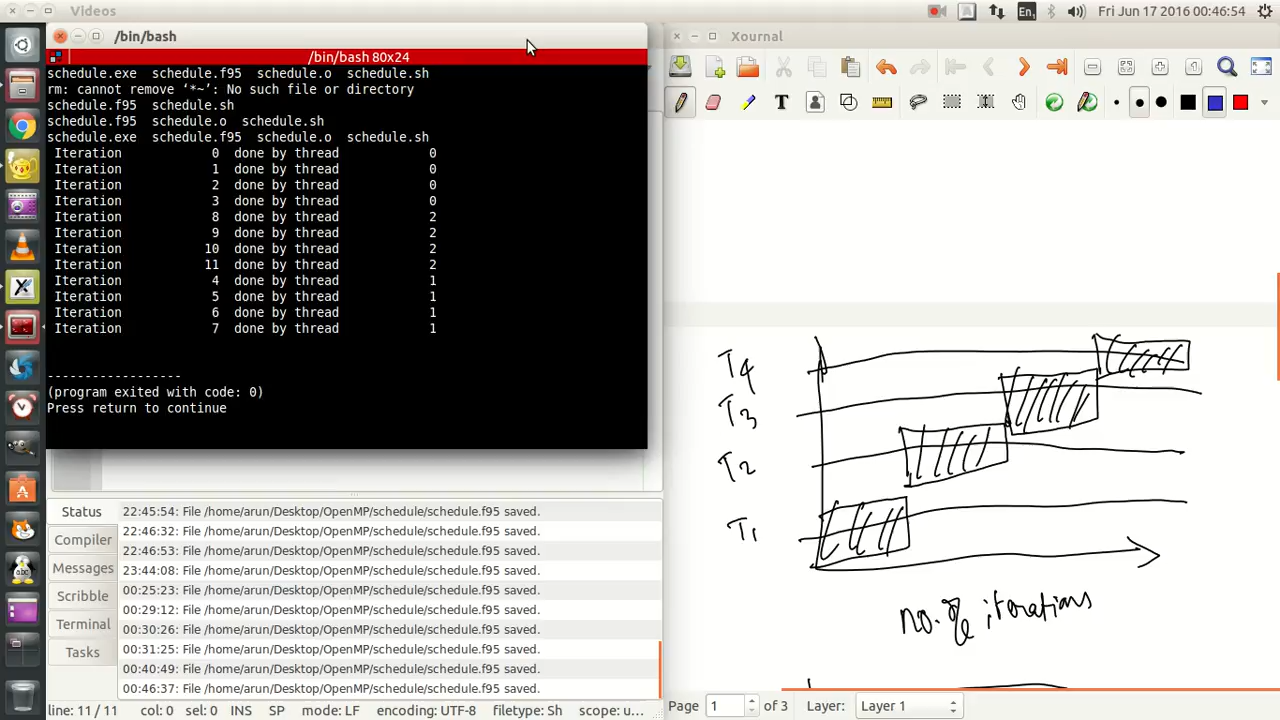 Videos
En
Fri Jun 17 2016 00:46:54
/bin/bash
/bin/bash 80x24
schedule.exe schedule.f95 schedule.o schedule.sh
rm: cannot remove ‘*~’: No such file or directory
schedule.f95 schedule.sh
schedule.f95 schedule.o schedule.sh
schedule.exe schedule.f95 schedule.o schedule.sh
Iteration 0 done by thread 0
Iteration 1 done by thread 0
Iteration 2 done by thread 0
Iteration 3 done by thread 0
Iteration 8 done by thread 2
Iteration 9 done by thread 2
Iteration 10 done by thread 2
Iteration 11 done by thread 2
Iteration 4 done by thread 1
Iteration 5 done by thread 1
Iteration 6 done by thread 1
Iteration 7 done by thread 1
------------------
(program exited with code: 0)
Press return to continue
Status
Compiler
Messages
Scribble
Terminal
Tasks
22:45:54: File /home/arun/Desktop/OpenMP/schedule/schedule.f95 saved.
22:46:32: File /home/arun/Desktop/OpenMP/schedule/schedule.f95 saved.
22:46:53: File /home/arun/Desktop/OpenMP/schedule/schedule.f95 saved.
23:44:08: File /home/arun/Desktop/OpenMP/schedule/schedule.f95 saved.
00:25:23: File /home/arun/Desktop/OpenMP/schedule/schedule.f95 saved.
00:29:12: File /home/arun/Desktop/OpenMP/schedule/schedule.f95 saved.
00:30:26: File /home/arun/Desktop/OpenMP/schedule/schedule.f95 saved.
00:31:25: File /home/arun/Desktop/OpenMP/schedule/schedule.f95 saved.
00:40:49: File /home/arun/Desktop/OpenMP/schedule/schedule.f95 saved.
00:46:37: File /home/arun/Desktop/OpenMP/schedule/schedule.f95 saved.
line: 11 / 11 col: 0 sel: 0 INS SP mode: LF encoding: UTF-8 filetype: Sh scope: u...
Xournal
T
T4
T3
T2
T1
no. of iterations
Page 1 of 3 Layer: Layer 1